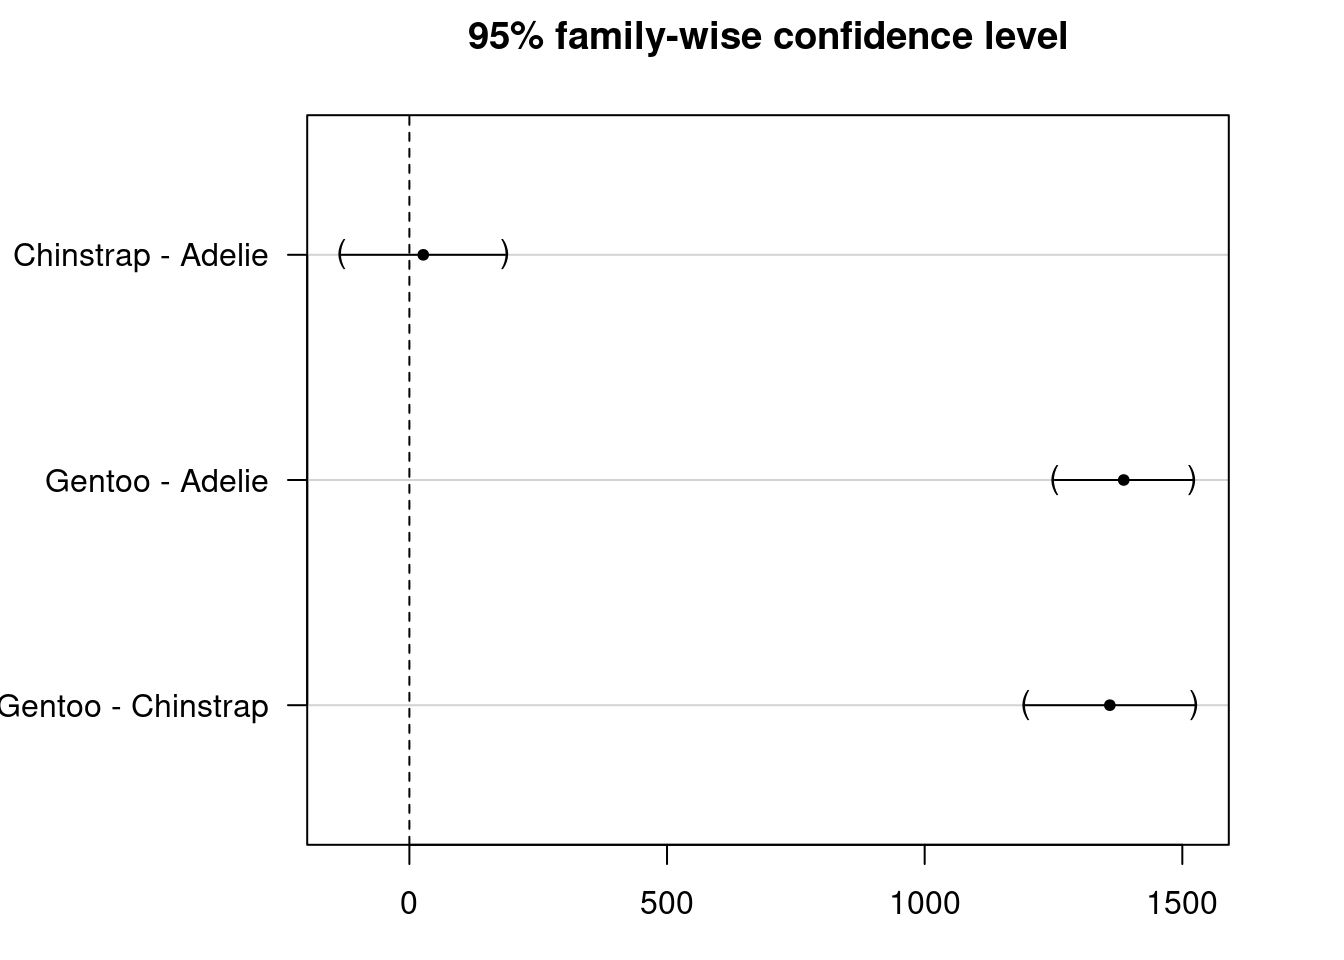 95% family-wise confidence level
Chinstrap - Adelie
Gentoo - Adelie
Gentoo - Chinstrap
0 500 1000 1500